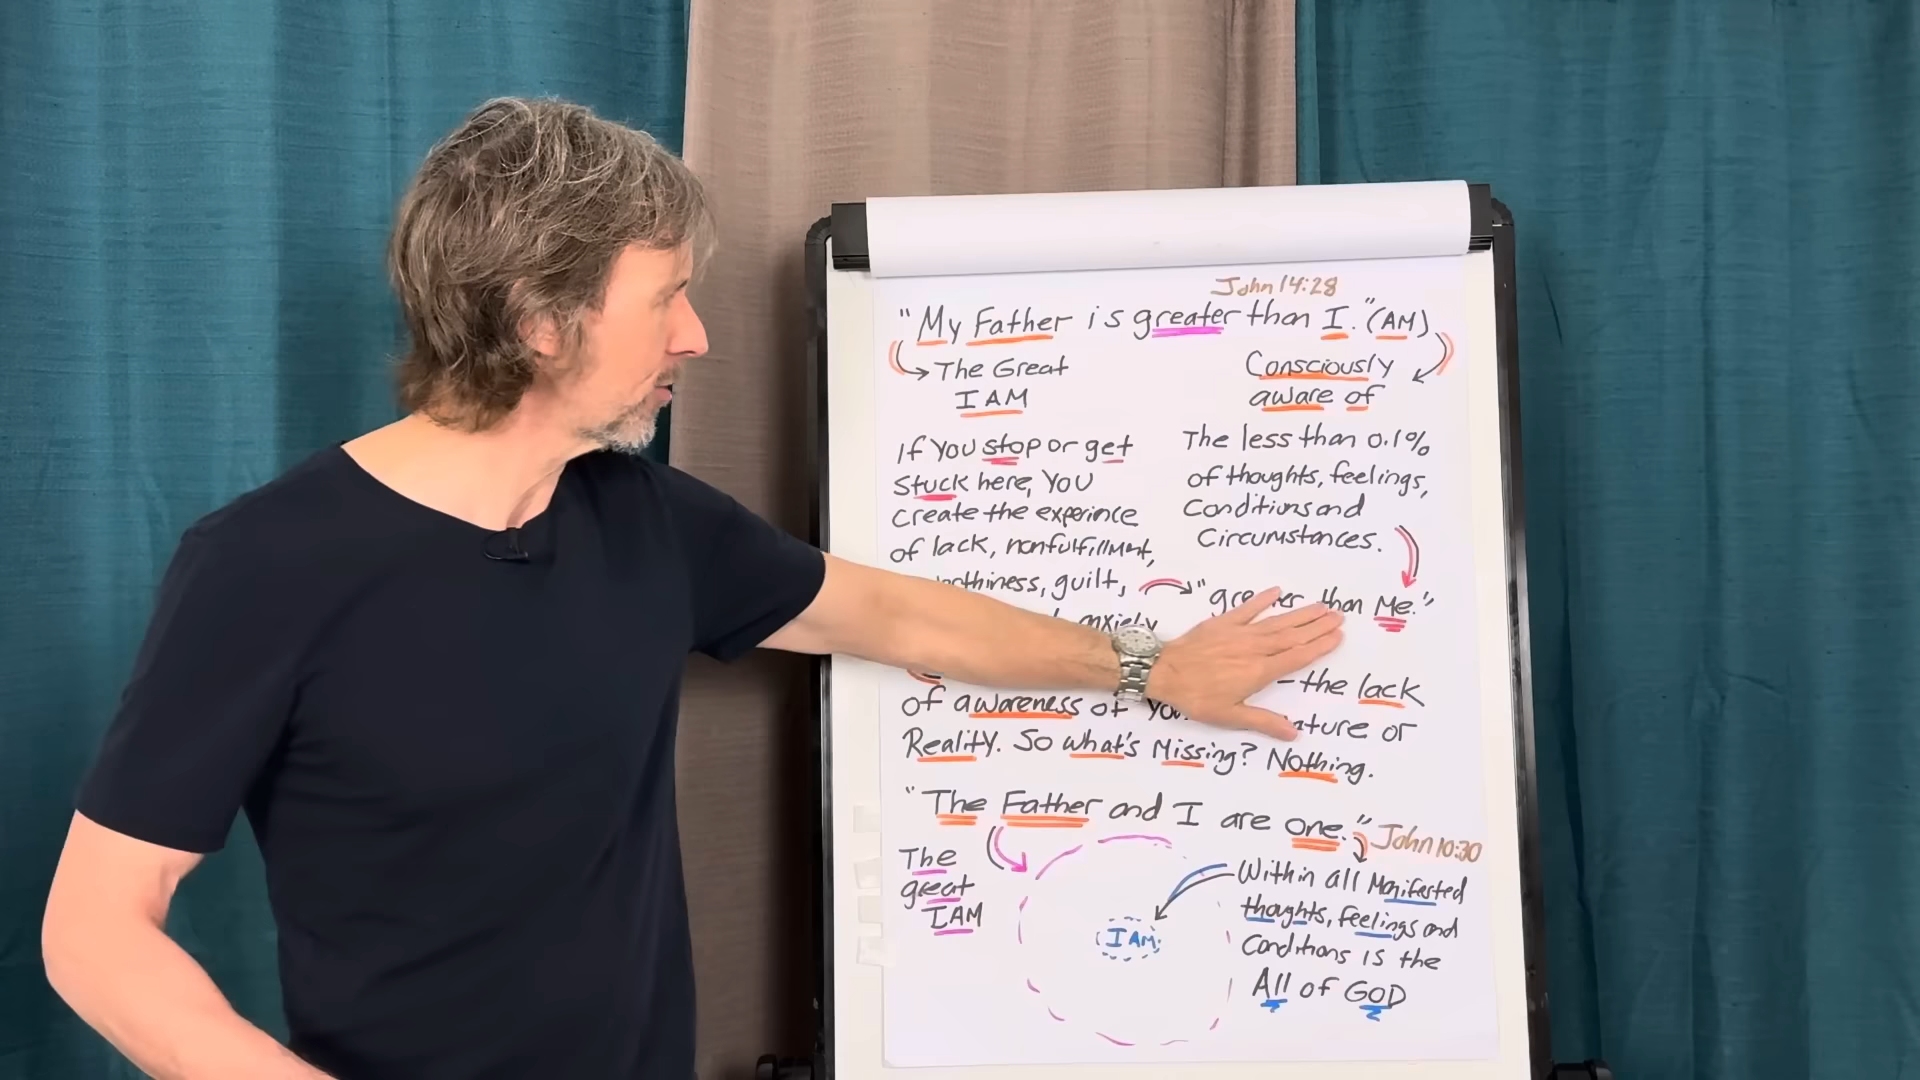 John 14:28
"My Father is greater than I." (AM)
The Great
I AM
Consciously
aware of
If You stop or get
stuck here, You
create the experince
of lack, nonfulfillment,
guilt,
anxiety
The less than 0.1%
of thoughts, feelings,
Conditions and
Circumstances.
"greater than Me."
- the lack
of awareness of
or
Reality. So what's Missing? Nothing.
"The Father and I are one."
John 10:30
The
great
IAM
I AM
Within all Manifested
thoughts, feelings and
Conditions is the
All of GOD